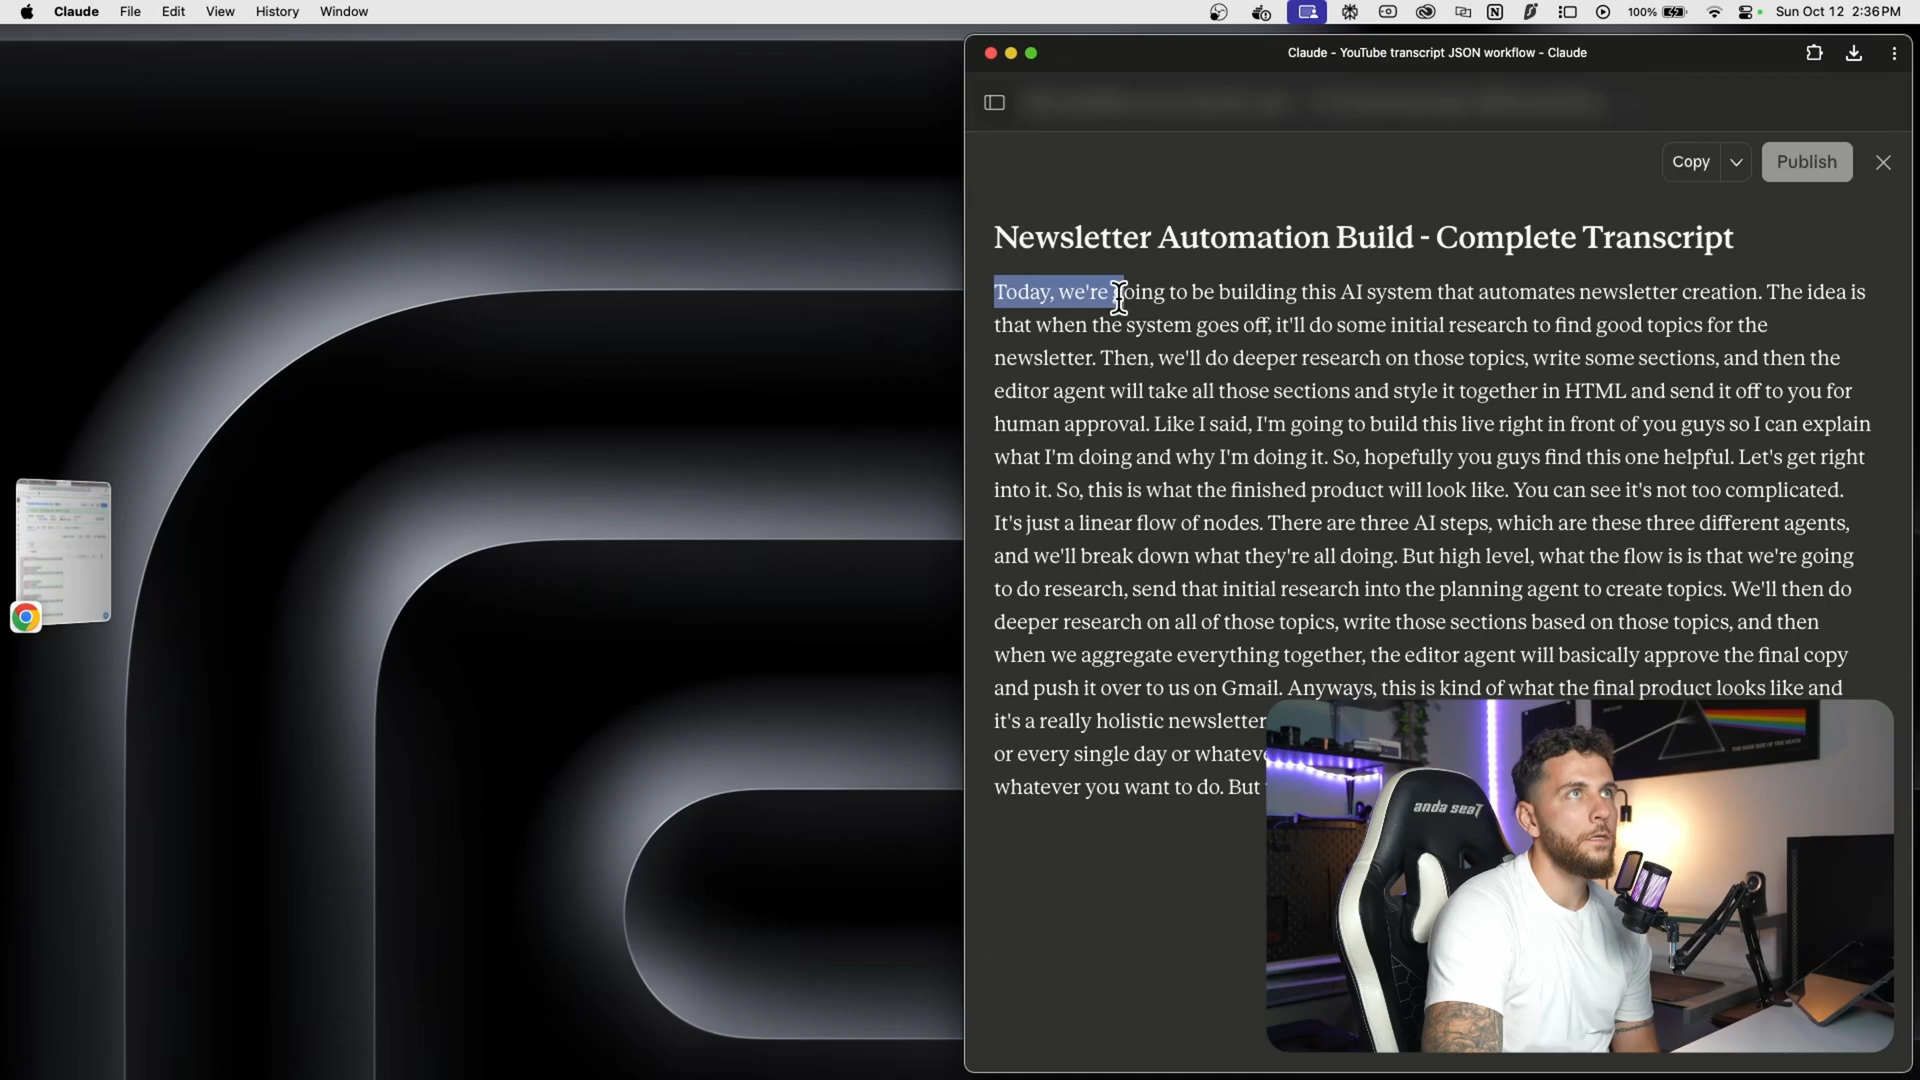 Claude File Edit View History Window 100% Sun Oct 12 2:36 PM
Claude - YouTube transcript JSON workflow - Claude
Copy Publish
Newsletter Automation Build - Complete Transcript
Today, we're going to be building this AI system that automates newsletter creation. The idea is
that when the system goes off, it'll do some initial research to find good topics for the
newsletter. Then, we'll do deeper research on those topics, write some sections, and then the
editor agent will take all those sections and style it together in HTML and send it off to you for
human approval. Like I said, I'm going to build this live right in front of you guys so I can explain
what I'm doing and why I'm doing it. So, hopefully you guys find this one helpful. Let's get right
into it. So, this is what the finished product will look like. You can see it's not too complicated.
It's just a linear flow of nodes. There are three AI steps, which are these three different agents,
and we'll break down what they're all doing. But high level, what the flow is is that we're going
to do research, send that initial research into the planning agent to create topics. We'll then do
deeper research on all of those topics, write those sections based on those topics, and then
when we aggregate everything together, the editor agent will basically approve the final copy
and push it over to us on Gmail. Anyways, this is kind of what the final product looks like and
it's a really holistic newsletter
or every single day or
whatever you want to do. But
anda seaT
THE DARK SIDE OF THE MOON